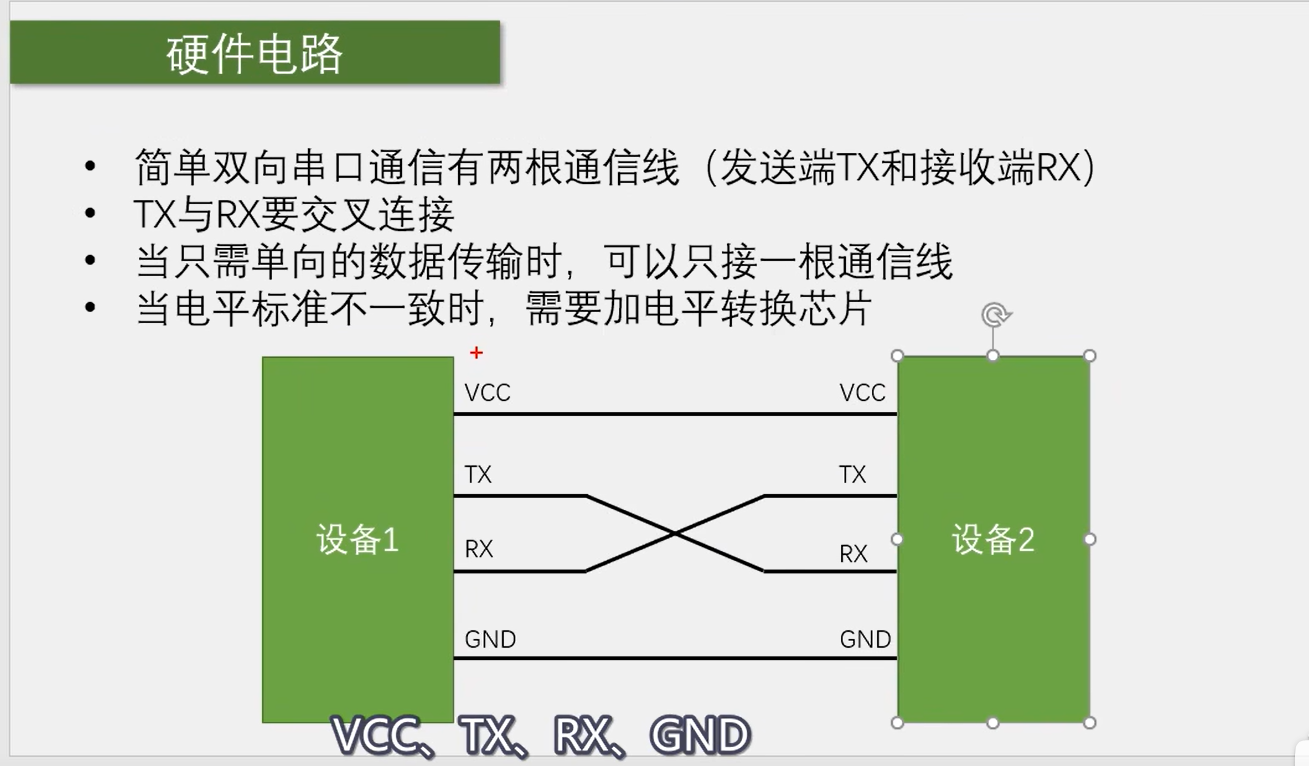 硬件电路
• 简单双向串口通信有两根通信线（发送端TX和接收端RX）
• TX与RX要交叉连接
• 当只需单向的数据传输时，可以只接一根通信线
• 当电平标准不一致时，需要加电平转换芯片
VCC VCC
TX TX
设备1 设备2
RX RX
GND GND
VCC、TX、RX、GND